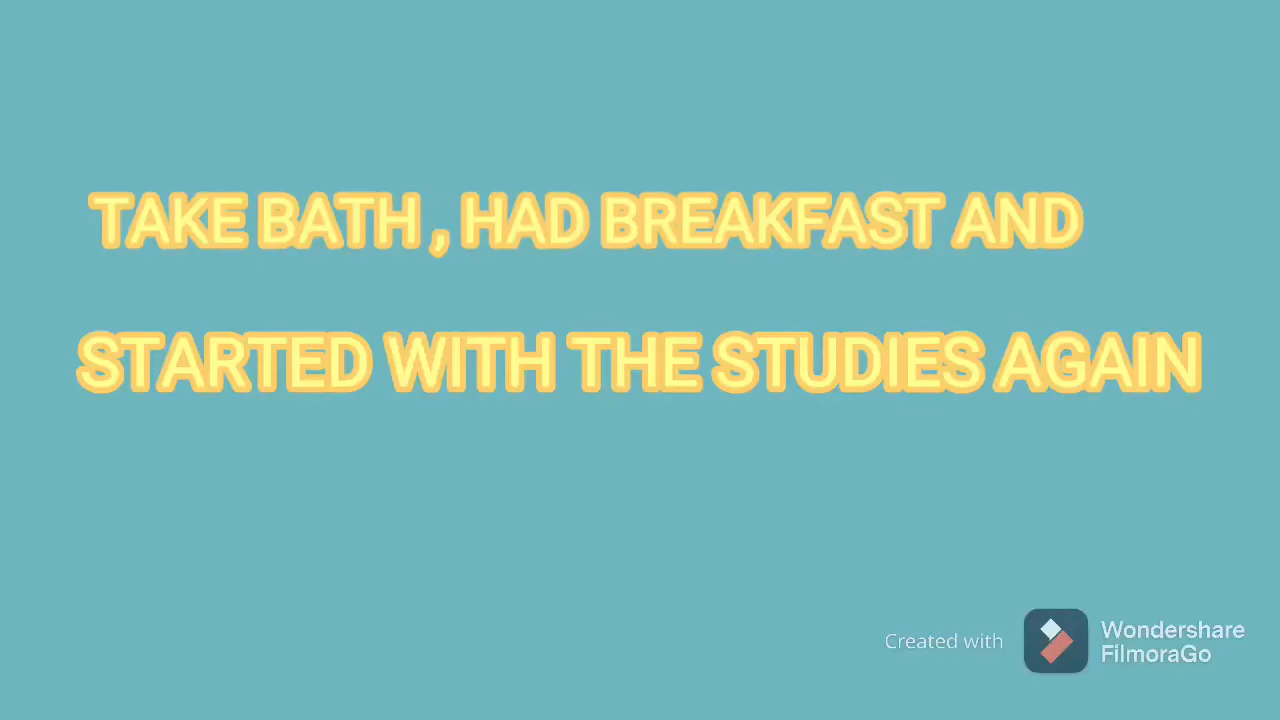 TAKE BATH , HAD BREAKFAST AND
STARTED WITH THE STUDIES AGAIN
Created with
Wondershare
FilmoraGo